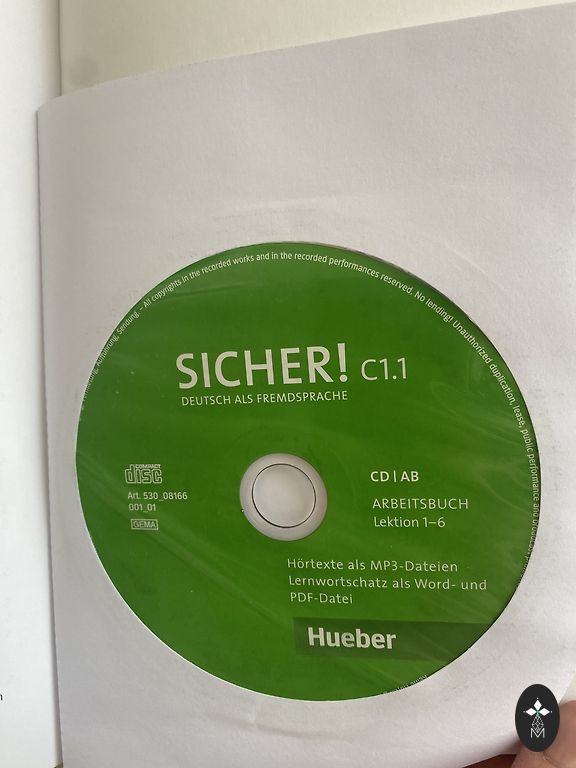 Aufführung, Sendung. – All copyrights in the recorded works and in the recorded performances reserved. No lending! Unauthorized duplication, lease, public performance and
SICHER! C1.1
DEUTSCH ALS FREMDSPRACHE
COMPACT
disc
Art. 530_08166
001_01
GEMA
CD | AB
ARBEITSBUCH
Lektion 1–6
Hörtexte als MP3-Dateien
Lernwortschatz als Word- und
PDF-Datei
Hueber
M